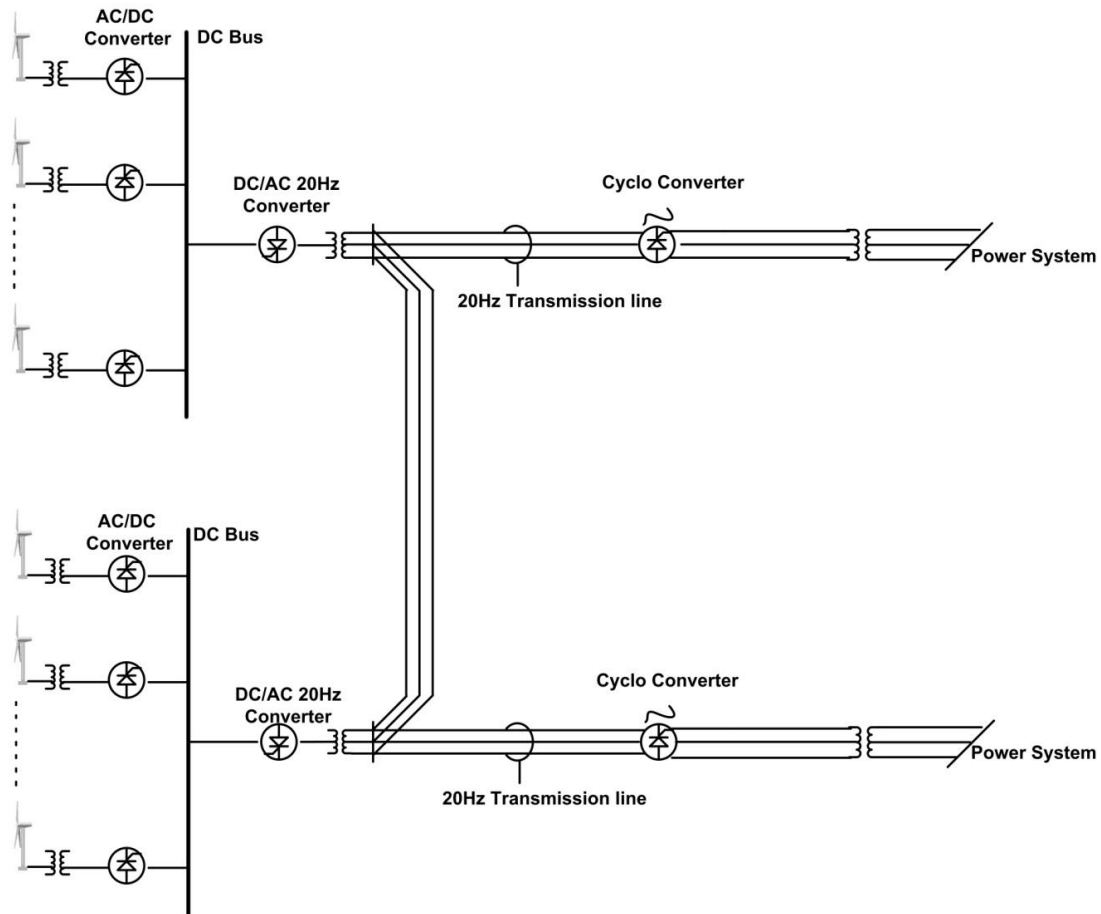 AC/DC
Converter
DC Bus
DC/AC 20Hz
Converter
Cyclo Converter
Power System
20Hz Transmission line
AC/DC
Converter
DC Bus
DC/AC 20Hz
Converter
Cyclo Converter
Power System
20Hz Transmission line